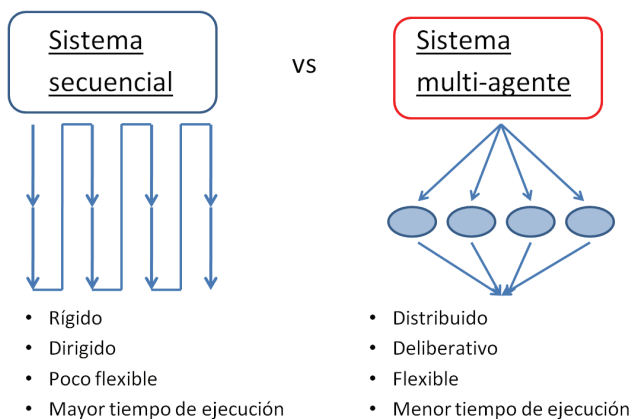 Sistema
secuencial
vs
Sistema
multi-agente
• Rígido
• Dirigido
• Poco flexible
• Mayor tiempo de ejecución
• Distribuido
• Deliberativo
• Flexible
• Menor tiempo de ejecución